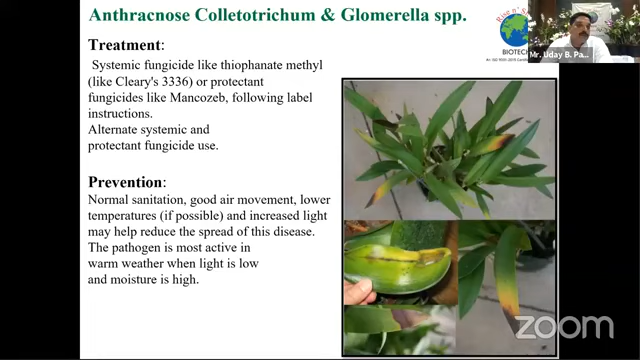 Anthracnose Colletotrichum & Glomerella spp.
Treatment:
Systemic fungicide like thiophanate methyl
(like Cleary's 3336) or protectant
fungicides like Mancozeb, following label
instructions.
Alternate systemic and
protectant fungicide use.
Prevention:
Normal sanitation, good air movement, lower
temperatures (if possible) and increased light
may help reduce the spread of this disease.
The pathogen is most active in
warm weather when light is low
and moisture is high.
BIOTEC
Mr. Uday B. Pa...
zoom